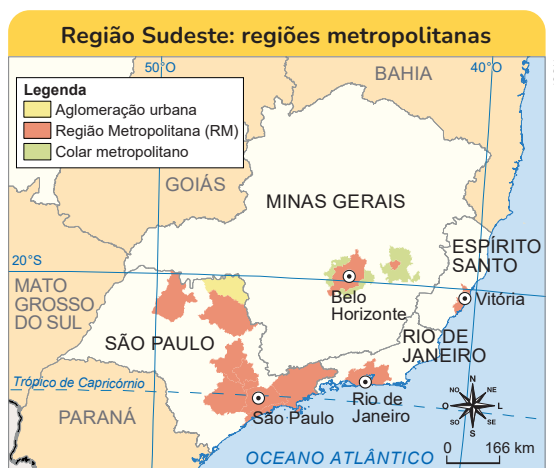 Região Sudeste: regiões metropolitanas
50°O
40°O
BAHIA
Legenda
Aglomeração urbana
Região Metropolitana (RM)
Colar metropolitano
GOIÁS
MINAS GERAIS
20°S
ESPÍRITO
SANTO
MATO
GROSSO
DO SUL
Belo
Horizonte
Vitória
SÃO PAULO
RIO DE
JANEIRO
Trópico de Capricórnio
PARANÁ
São Paulo
Rio de
Janeiro
N
NO
NE
O
L
SO
SE
S
OCEANO ATLÂNTICO
0 166 km